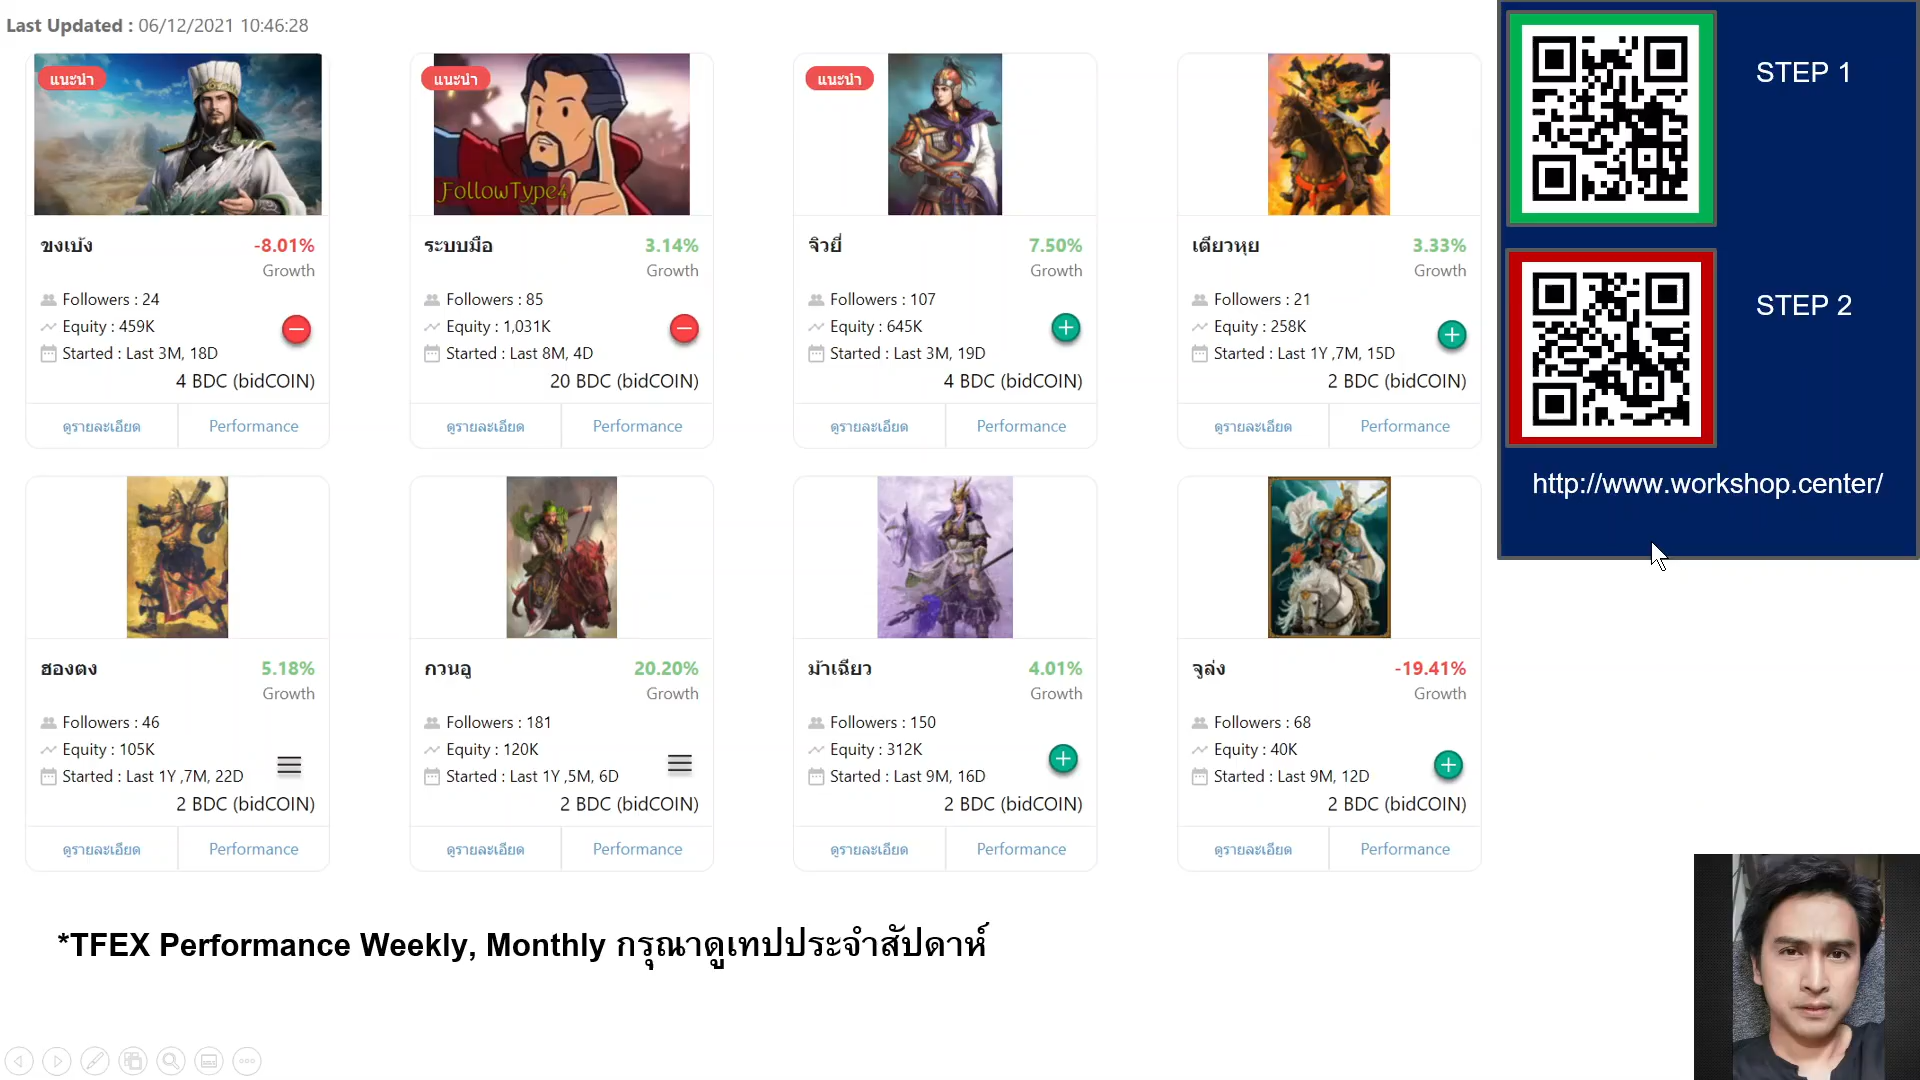 Last Updated : 06/12/2021 10:46:28
แนะนำ
ขงเบ้ง
-8.01%
Growth
Followers : 24
Equity : 459K
Started : Last 3M, 18D
4 BDC (bidCOIN)
ดูรายละเอียด
Performance
แนะนำ
FollowType4
ระบบมือ
3.14%
Growth
Followers : 85
Equity : 1,031K
Started : Last 8M, 4D
20 BDC (bidCOIN)
ดูรายละเอียด
Performance
แนะนำ
จิวยี่
7.50%
Growth
Followers : 107
Equity : 645K
Started : Last 3M, 19D
4 BDC (bidCOIN)
ดูรายละเอียด
Performance
เตียวหุย
3.33%
Growth
Followers : 21
Equity : 258K
Started : Last 1Y ,7M, 15D
2 BDC (bidCOIN)
ดูรายละเอียด
Performance
ฮองตง
5.18%
Growth
Followers : 46
Equity : 105K
Started : Last 1Y ,7M, 22D
2 BDC (bidCOIN)
ดูรายละเอียด
Performance
กวนอู
20.20%
Growth
Followers : 181
Equity : 120K
Started : Last 1Y ,5M, 6D
2 BDC (bidCOIN)
ดูรายละเอียด
Performance
ม้าเฉียว
4.01%
Growth
Followers : 150
Equity : 312K
Started : Last 9M, 16D
2 BDC (bidCOIN)
ดูรายละเอียด
Performance
จูล่ง
-19.41%
Growth
Followers : 68
Equity : 40K
Started : Last 9M, 12D
2 BDC (bidCOIN)
ดูรายละเอียด
Performance
STEP 1
STEP 2
http://www.workshop.center/
*TFEX Performance Weekly, Monthly กรุณาดูเทปประจำสัปดาห์